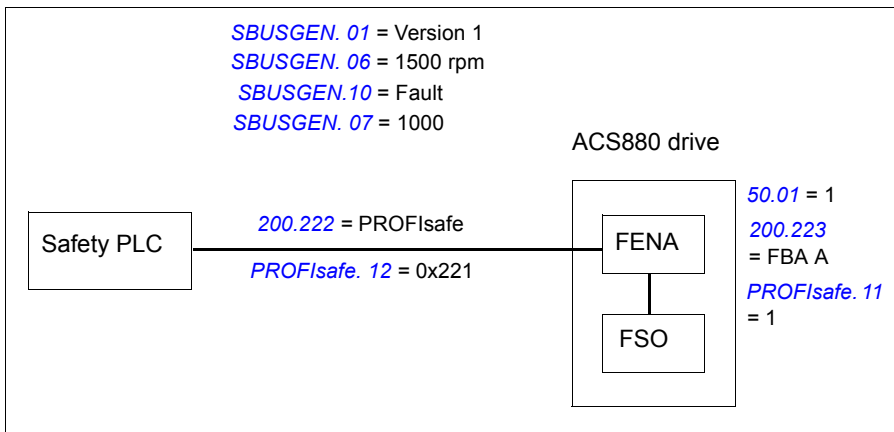 SBUSGEN. 01 = Version 1
SBUSGEN. 06 = 1500 rpm
SBUSGEN.10 = Fault
SBUSGEN. 07 = 1000
ACS880 drive
Safety PLC
200.222 = PROFIsafe
PROFIsafe. 12 = 0x221
FENA
FSO
50.01 = 1
200.223
= FBA A
PROFIsafe. 11
= 1